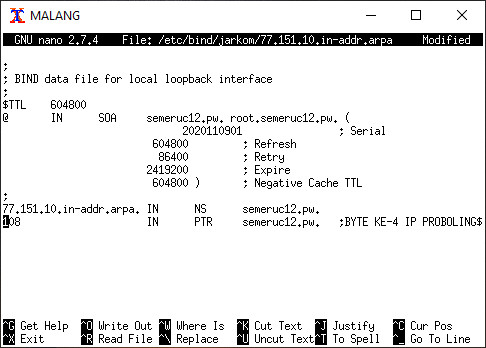 MALANG
GNU nano 2.7.4 File: /etc/bind/jarkom/77.151.10.in-addr.arpa Modified
;
; BIND data file for local loopback interface
;
$TTL 604800
@ IN SOA semeruc12.pw. root.semeruc12.pw. (
2020110901 ; Serial
604800 ; Refresh
86400 ; Retry
2419200 ; Expire
604800 ) ; Negative Cache TTL
;
77.151.10.in-addr.arpa. IN NS semeruc12.pw.
108 IN PTR semeruc12.pw. ;BYTE KE-4 IP PROBOLING$
^G Get Help ^O Write Out ^W Where Is ^K Cut Text ^J Justify ^C Cur Pos
^X Exit ^R Read File ^\ Replace ^U Uncut Text ^T To Spell ^_ Go To Line